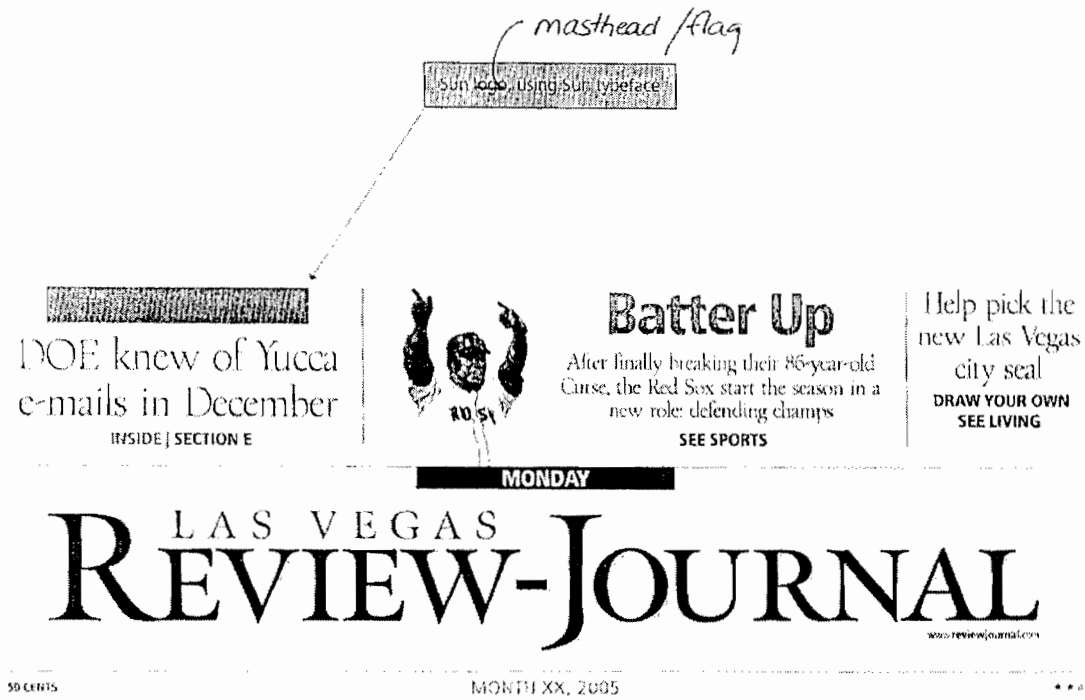 masthead/flag
Sun logo, using Sun typeface
DOE knew of Yucca
e-mails in December
INSIDE | SECTION E
Batter Up
After finally breaking their 86-year-old
Curse, the Red Sox start the season in a
new role: defending champs
SEE SPORTS
Help pick the
new Las Vegas
city seal
DRAW YOUR OWN
SEE LIVING
MONDAY
LAS VEGAS
REVIEW-JOURNAL
www.reviewjournal.com
50 CENTS
MONTH XX, 2005